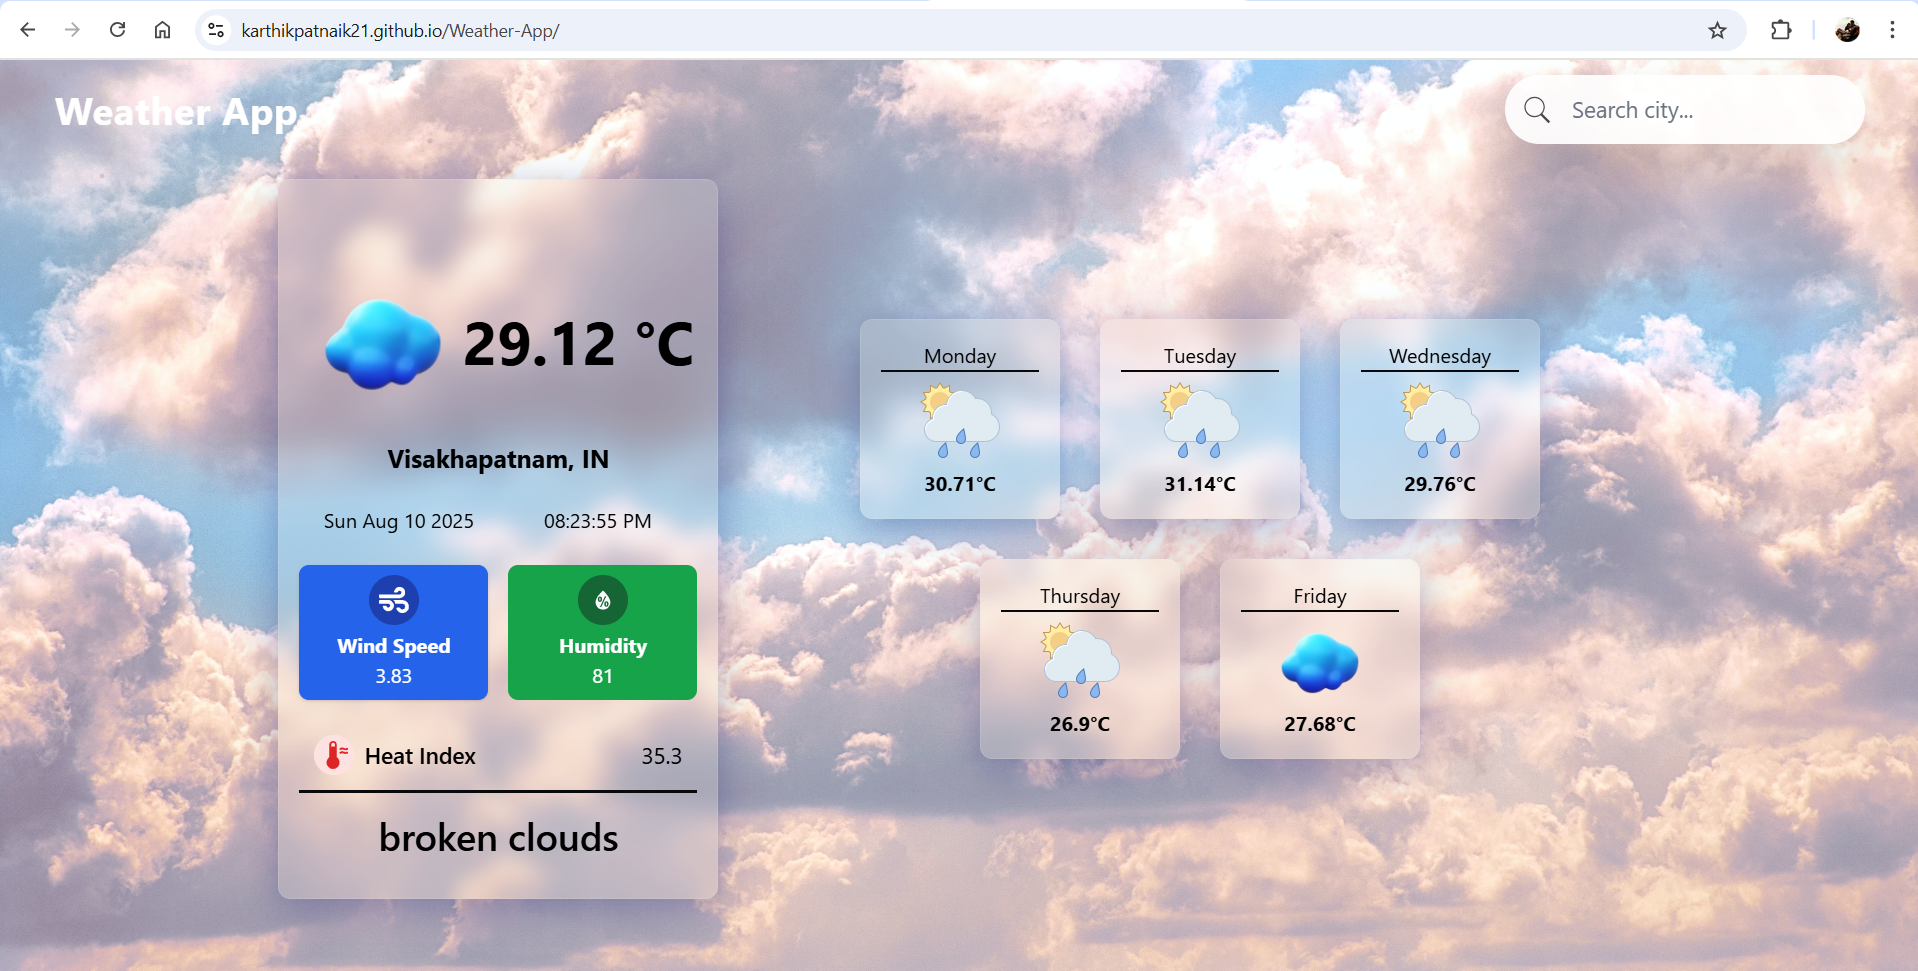 karthikpatnaik21.github.io/Weather-App/
Weather App
Search city...
29.12 °C
Visakhapatnam, IN
Sun Aug 10 2025 08:23:55 PM
Wind Speed
3.83
%
Humidity
81
Heat Index 35.3
broken clouds
Monday
30.71°C
Tuesday
31.14°C
Wednesday
29.76°C
Thursday
26.9°C
Friday
27.68°C